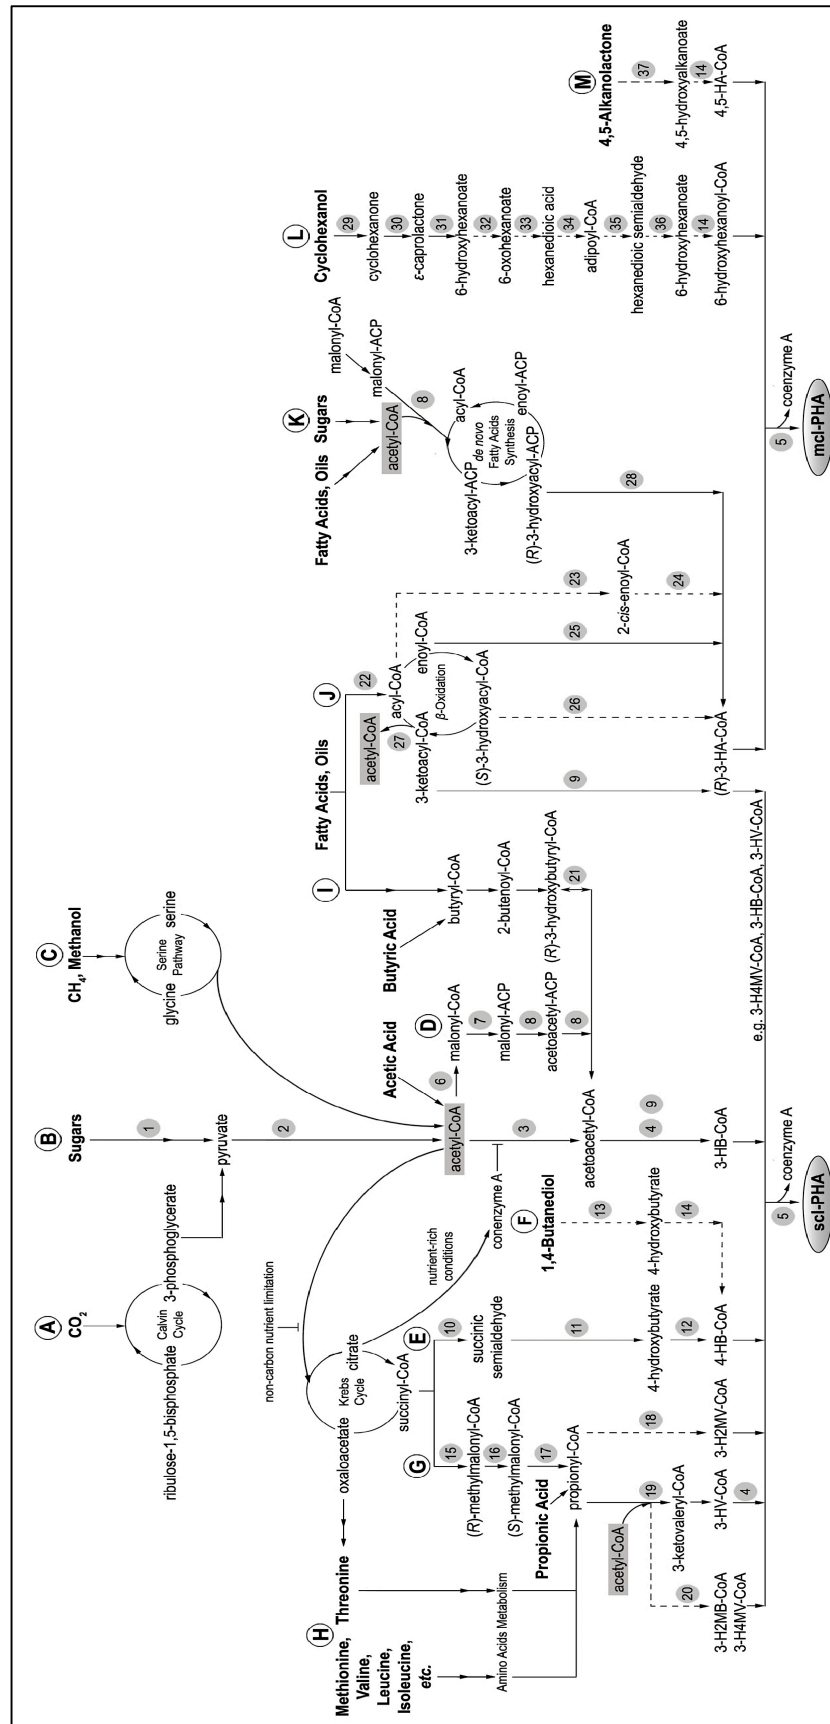 A
CO2
ribulose-1,5-bisphosphate
Calvin
Cycle
3-phosphoglycerate
B
Sugars
1
pyruvate
2
C
CH4, Methanol
glycine
Serine
Pathway
serine
non-carbon nutrient limitation
oxaloacetate
Krebs
Cycle
citrate
succinyl-CoA
nutrient-rich
conditions
conenzyme A
Acetic Acid
acetyl-CoA
3
acetoacetyl-CoA
4
9
3-HB-CoA
6
D
malonyl-CoA
7
malonyl-ACP
8
acetoacetyl-ACP
8
E
10
succinic
semialdehyde
11
4-hydroxybutyrate
12
4-HB-CoA
F
1,4-Butanediol
13
4-hydroxybutyrate
14
G
15
(R)-methylmalonyl-CoA
16
(S)-methylmalonyl-CoA
17
Propionic Acid
propionyl-CoA
18
3-H2MV-CoA
acetyl-CoA
19
3-ketovaleryl-CoA
3-HV-CoA
4
20
3-H2MB-CoA
3-H4MV-CoA
H
Methionine,
Valine,
Leucine,
Isoleucine,
etc.
Threonine
Amino Acids Metabolism
5
coenzyme A
scl-PHA
Fatty Acids, Oils
I
Butyric Acid
butyryl-CoA
2-butenoyl-CoA
(R)-3-hydroxybutyryl-CoA
21
J
22
acetyl-CoA
27
acyl-CoA
enoyl-CoA
β-Oxidation
3-ketoacyl-CoA
(S)-3-hydroxyacyl-CoA
9
26
25
23
2-cis-enoyl-CoA
24
(R)-3-HA-CoA
e.g. 3-H4MV-CoA, 3-HB-CoA, 3-HV-CoA
K
Fatty Acids, Oils
Sugars
acetyl-CoA
malonyl-CoA
malonyl-ACP
8
3-ketoacyl-ACP
acyl-CoA
de novo
Fatty Acids
Synthesis
enoyl-ACP
(R)-3-hydroxyacyl-ACP
28
L
Cyclohexanol
29
cyclohexanone
30
ε-caprolactone
31
6-hydroxyhexanoate
32
6-oxohexanoate
33
hexanedioic acid
34
adipoyl-CoA
35
hexanedioic semialdehyde
36
6-hydroxyhexanoate
14
6-hydroxyhexanoyl-CoA
M
4,5-Alkanolactone
37
4,5-hydroxyalkanoate
14
4,5-HA-CoA
5
coenzyme A
mcl-PHA